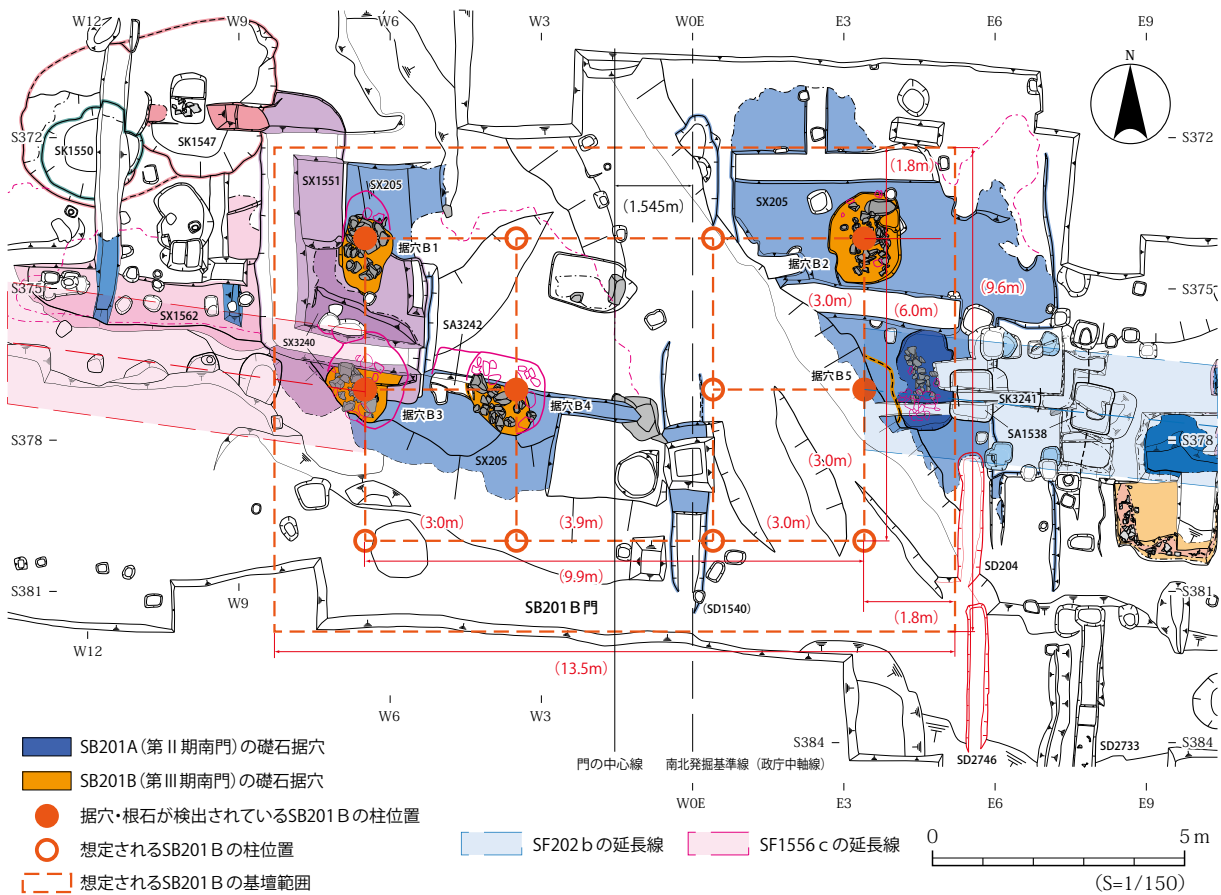 W12
W9
W6
W3
W0E
E3
E6
E9
N
S372
S372
SK1547
SK1550
SX1551
SX205
(1.8m)
(1.545m)
SX205
据穴B1
据穴B2
S375
(3.0m)
(9.6m)
S375
(6.0m)
SX1562
SA3242
SX3240
据穴B5
SK3241
据穴B3
据穴B4
SA1538
S378
S378
SX205
(3.0m)
(3.0m)
(3.9m)
(3.0m)
SD204
(9.9m)
S381
S381
W9
SB201B門
(SD1540)
(1.8m)
W12
(13.5m)
W6
W3
S384
S384
SD2733
SD2746
門の中心線
南北発掘基準線(政庁中軸線)
W0E
E3
E6
E9
SB201A(第Ⅱ期南門)の礎石据穴
SB201B(第Ⅲ期南門)の礎石据穴
据穴・根石が検出されているSB201Bの柱位置
想定されるSB201Bの柱位置
想定されるSB201Bの基壇範囲
SF202bの延長線
SF1556cの延長線
0
5m
(S=1/150)